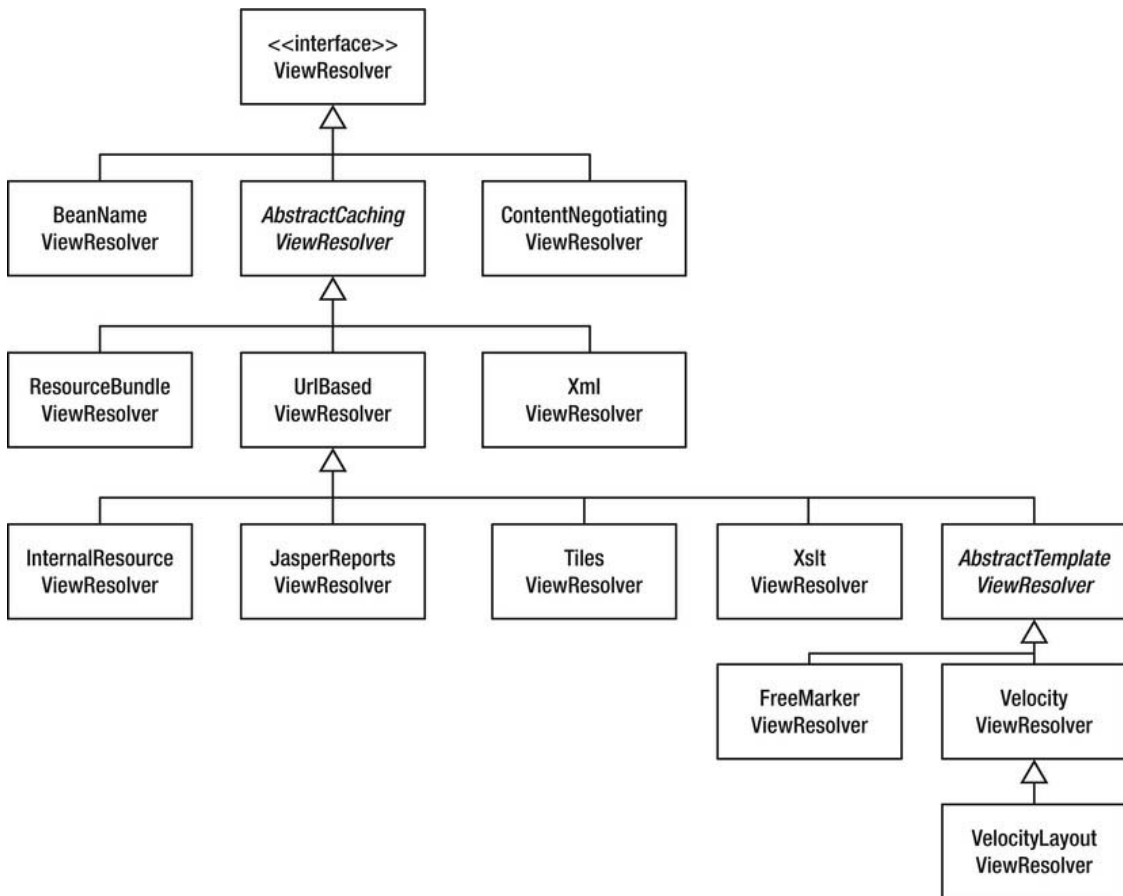 <<interface>>
ViewResolver
BeanName
ViewResolver
AbstractCaching
ViewResolver
ContentNegotiating
ViewResolver
ResourceBundle
ViewResolver
UrlBased
ViewResolver
Xml
ViewResolver
InternalResource
ViewResolver
JasperReports
ViewResolver
Tiles
ViewResolver
Xslt
ViewResolver
AbstractTemplate
ViewResolver
FreeMarker
ViewResolver
Velocity
ViewResolver
VelocityLayout
ViewResolver